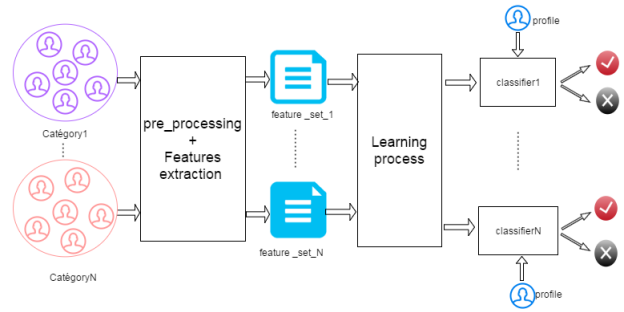 profile
Catégory1
pre_processing
+
Features
extraction
feature _set_1
Learning
process
classifier1
CatégoryN
feature _set_N
classifierN
profile